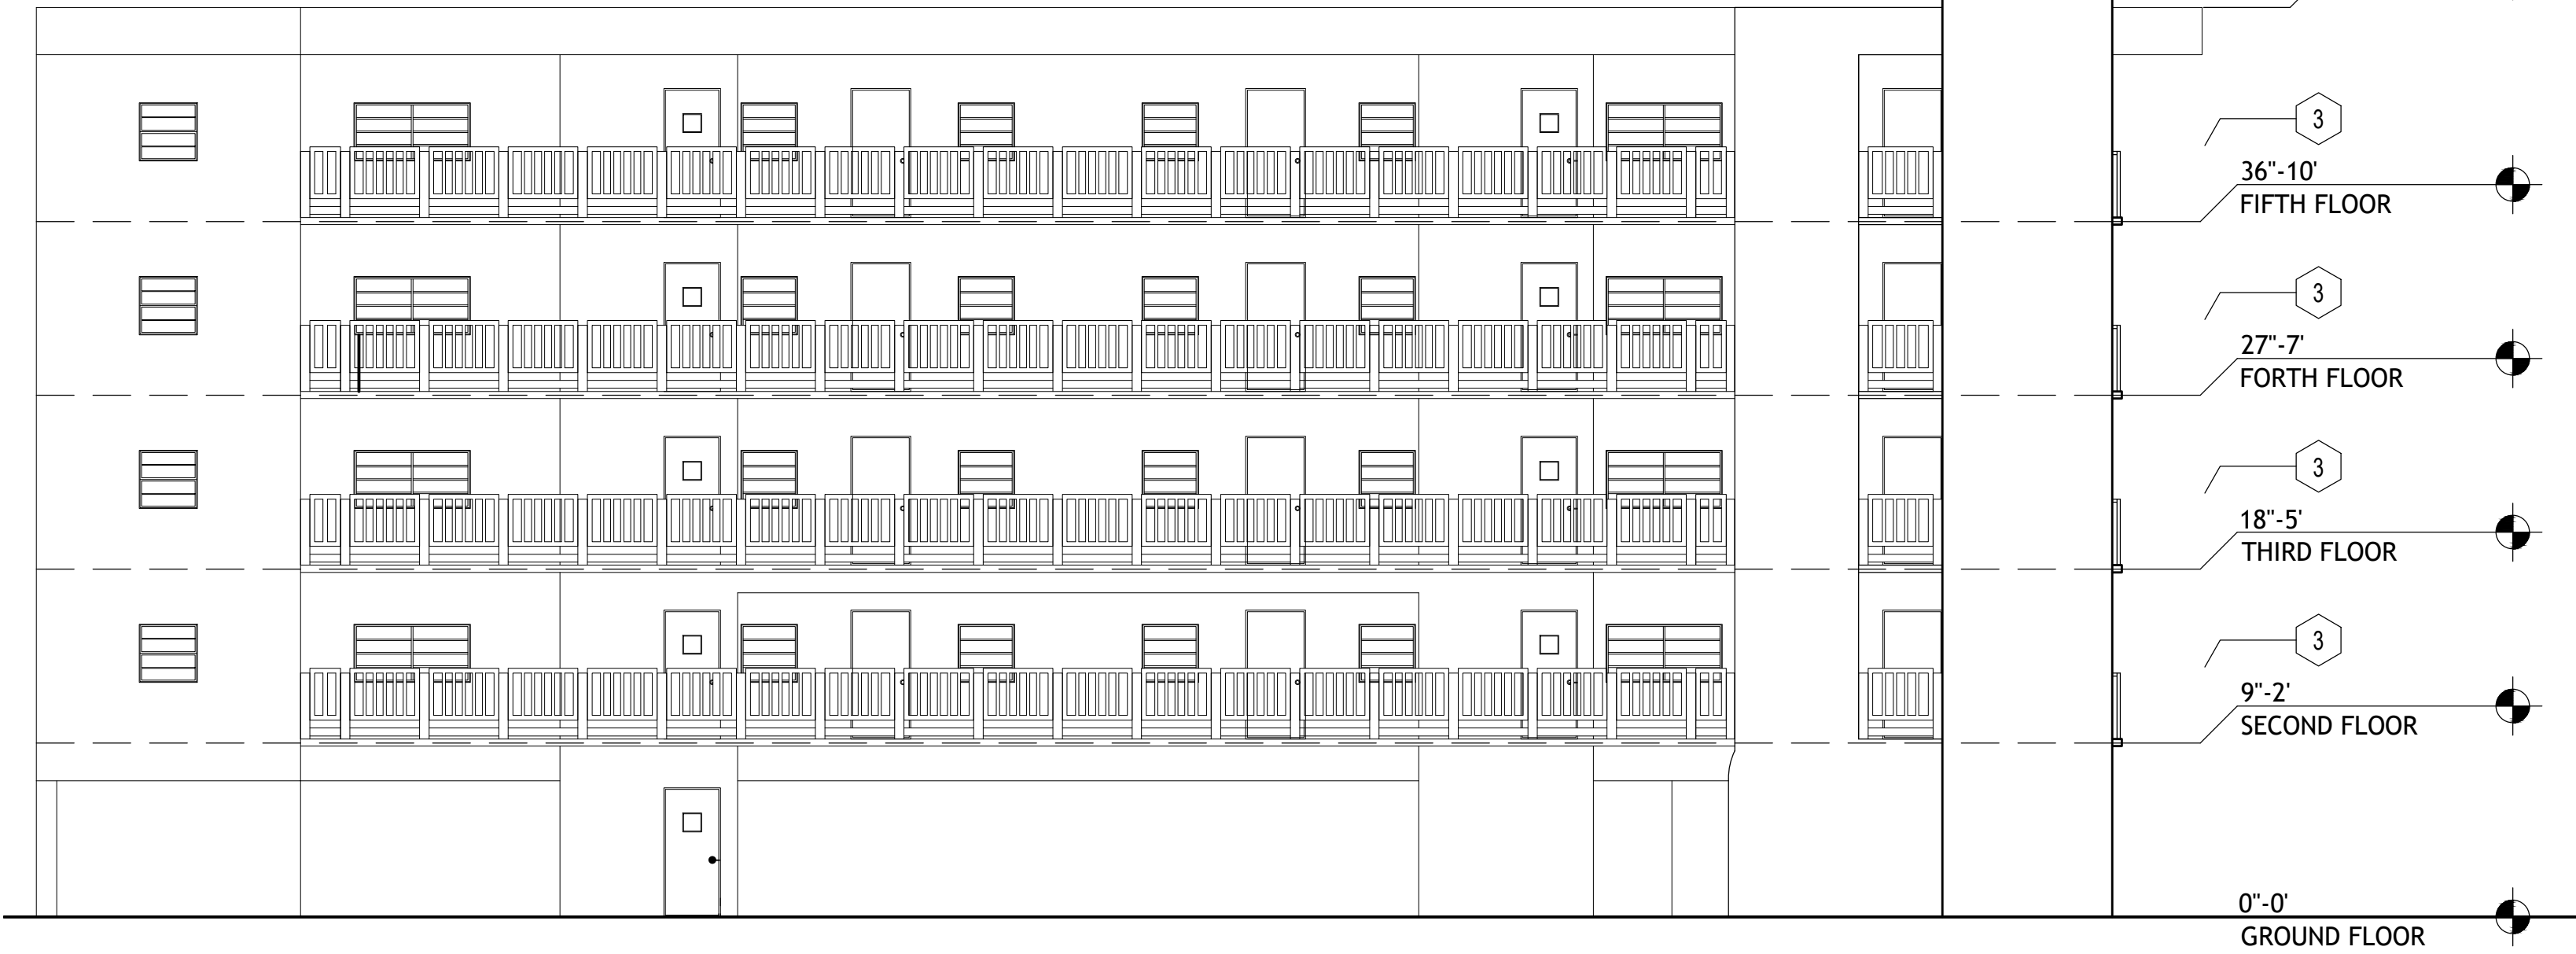 3
36"-10'
FIFTH FLOOR
3
27"-7'
FORTH FLOOR
3
18"-5'
THIRD FLOOR
3
9"-2'
SECOND FLOOR
0"-0'
GROUND FLOOR